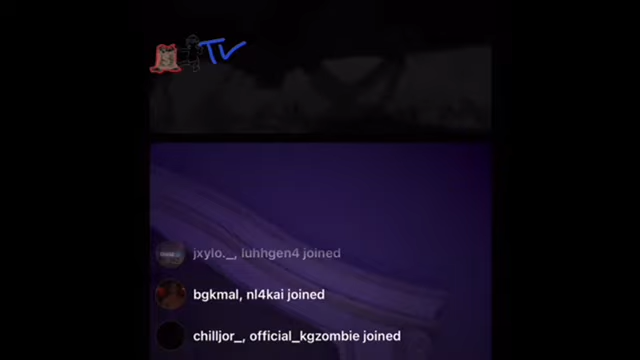 TV
jxylo._, luhhgen4 joined
bgkmal, nl4kai joined
chilljor_, official_kgzombie joined